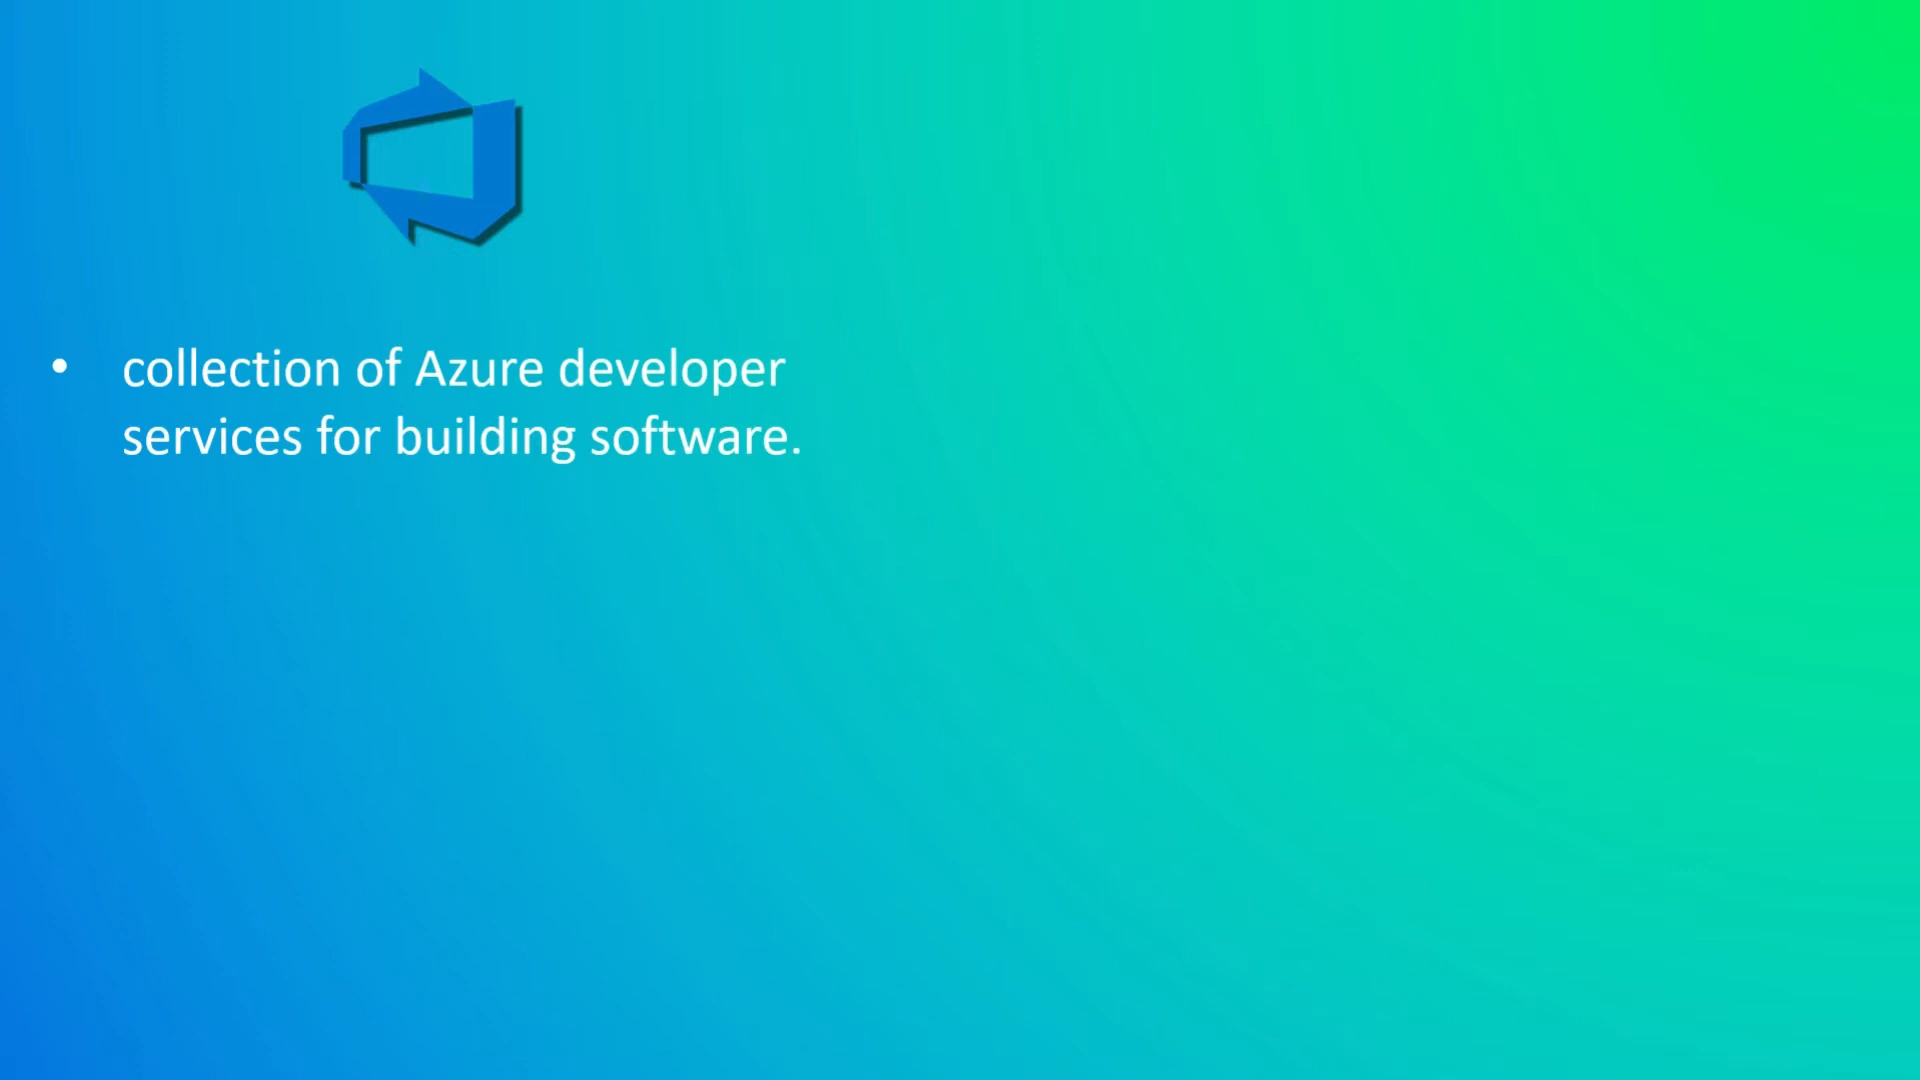 • collection of Azure developer
services for building software.